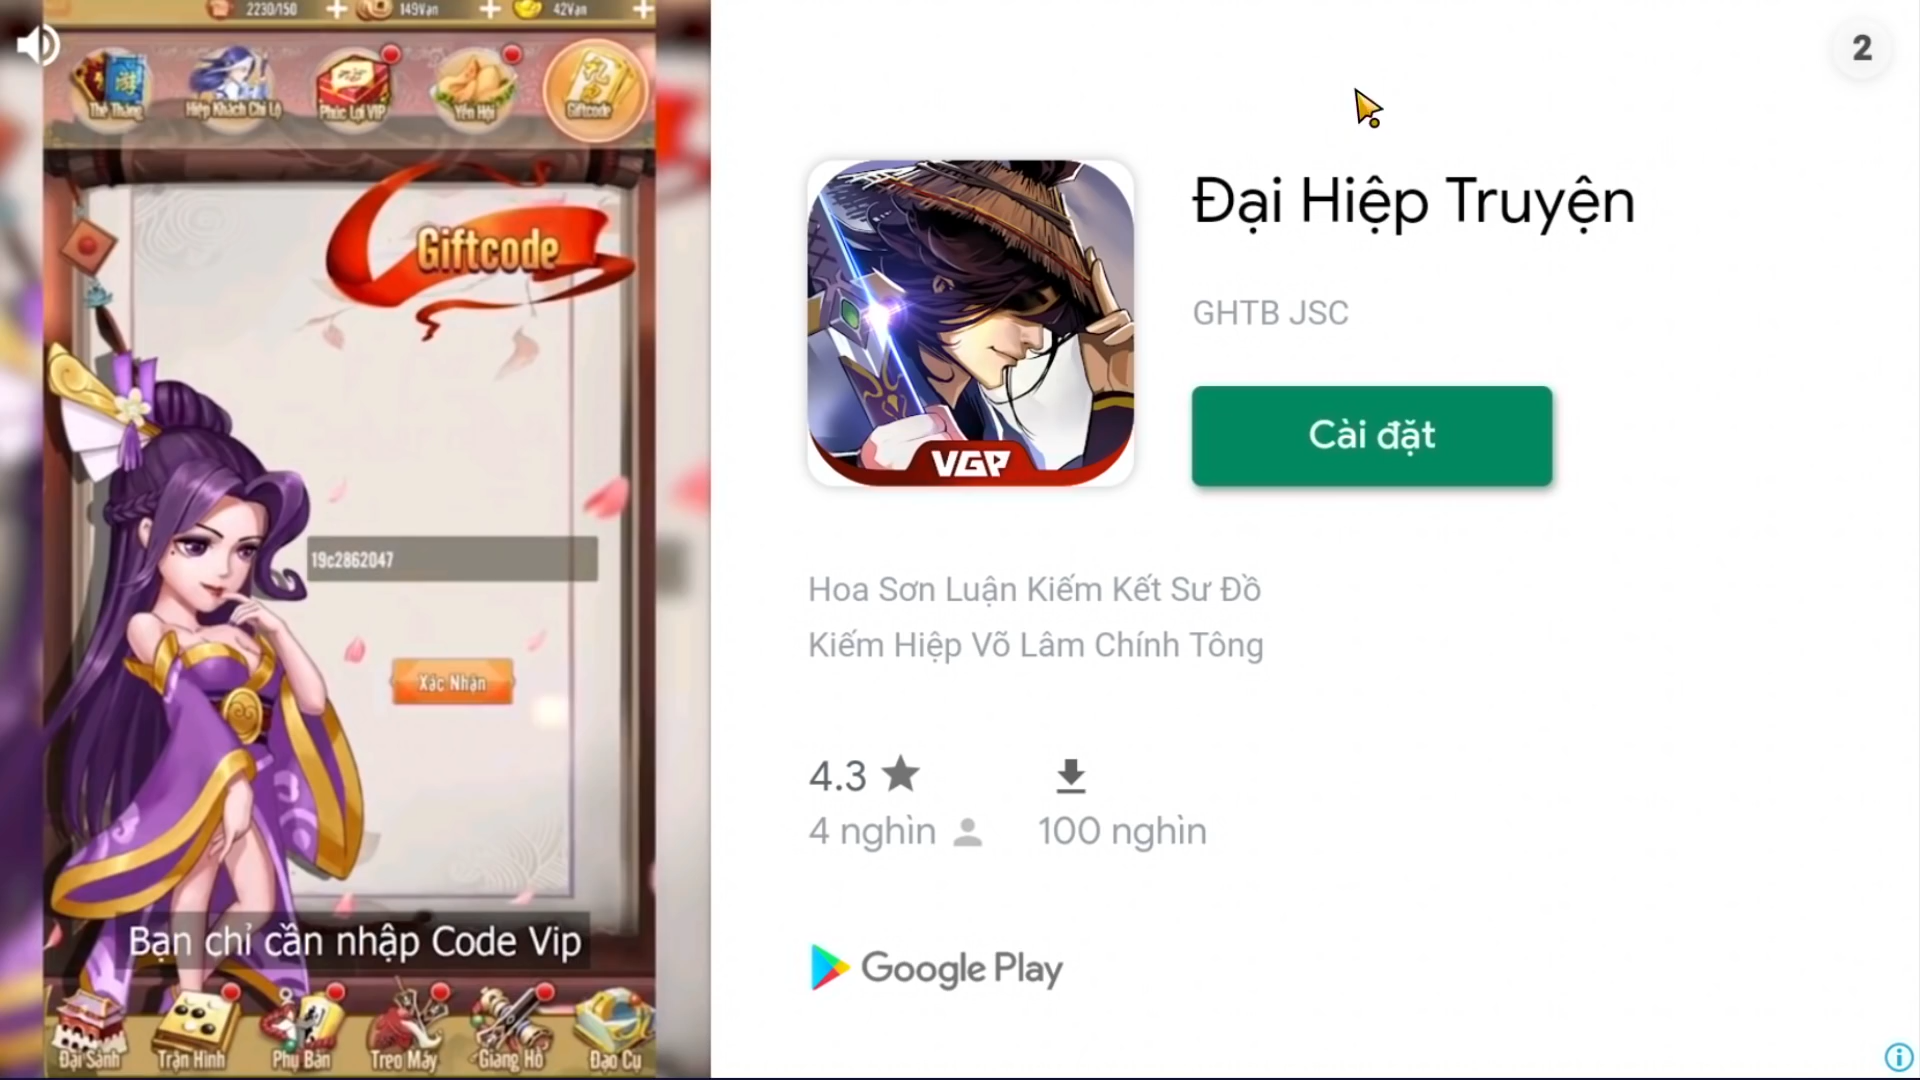 2230/150
149Vạn
42Vạn
2
Thẻ Tháng
Hiệp Khách Chi Lộ
Phúc Lợi VIP
Yến Hội
Giftcode
Giftcode
19c2862047
Xác Nhận
Bạn chỉ cần nhập Code Vip
Đại Sảnh
Trận Hình
Phụ Bản
Treo Máy
Giang Hồ
Đạo Cụ
VGP
Đại Hiệp Truyện
GHTB JSC
Cài đặt
Hoa Sơn Luận Kiếm Kết Sư Đồ
Kiếm Hiệp Võ Lâm Chính Tông
4.3
4 nghìn
100 nghìn
Google Play